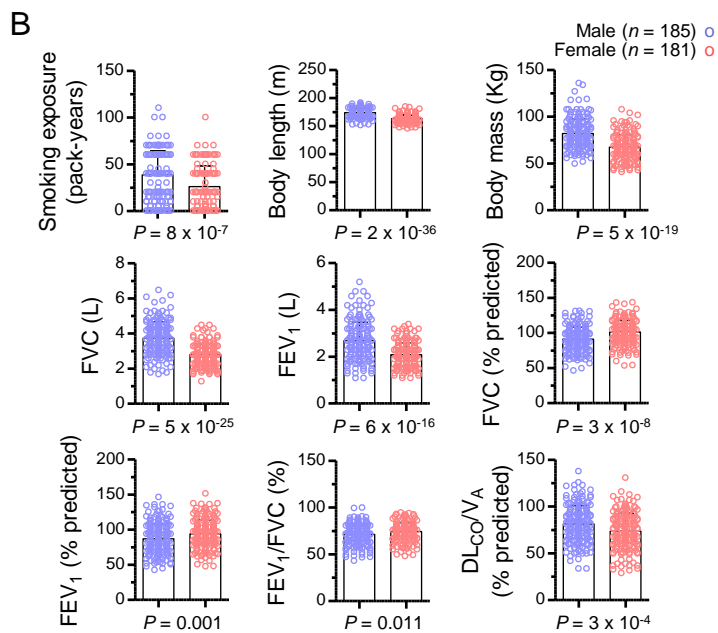 B
Male (n = 185) o
Female (n = 181) o
Smoking exposure
(pack-years)
150
100
50
0
P = 8 x 10-7
Body length (m)
250
200
150
100
50
0
P = 2 x 10-36
Body mass (Kg)
150
100
50
0
P = 5 x 10-19
FVC (L)
8
6
4
2
0
P = 5 x 10-25
FEV1 (L)
6
4
2
0
P = 6 x 10-16
FVC (% predicted)
200
150
100
50
0
P = 3 x 10-8
FEV1 (% predicted)
200
150
100
50
0
P = 0.001
FEV1/FVC (%)
150
100
50
0
P = 0.011
DLCO/VA
(% predicted)
150
100
50
0
P = 3 x 10-4